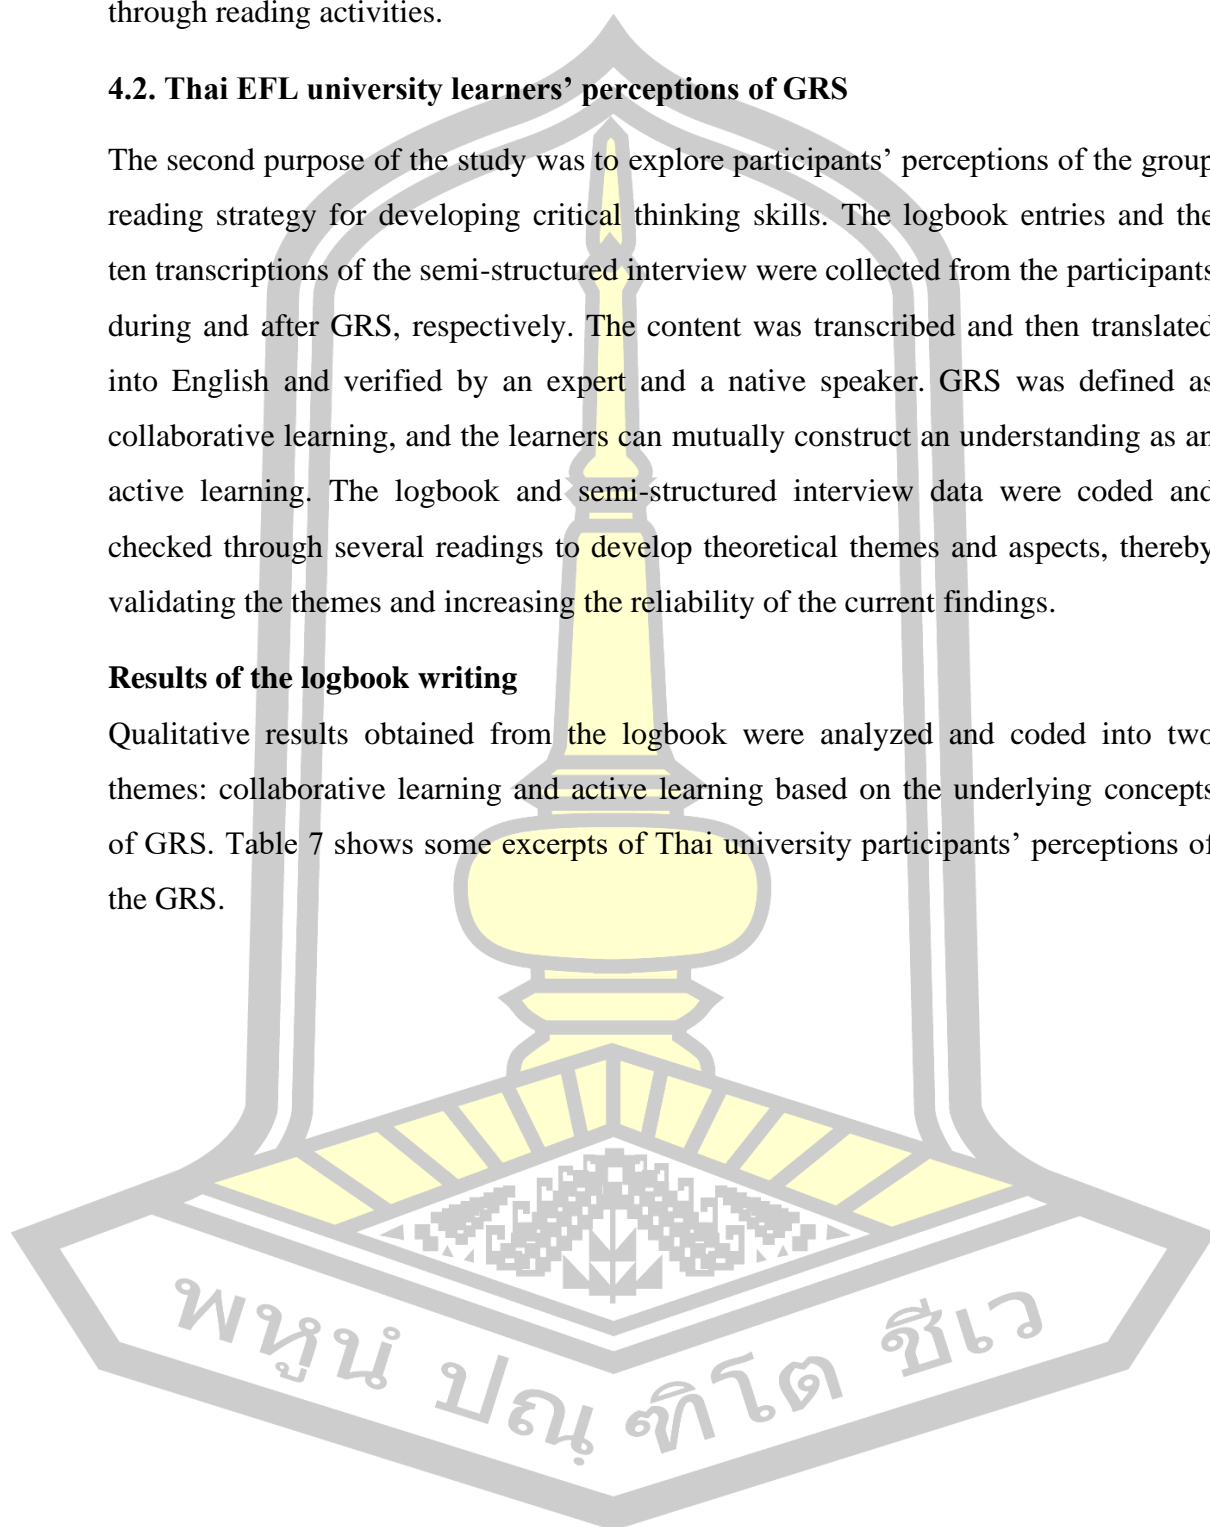 through reading activities.
4.2. Thai EFL university learners’ perceptions of GRS
The second purpose of the study was to explore participants’ perceptions of the group
reading strategy for developing critical thinking skills. The logbook entries and the
ten transcriptions of the semi-structured interview were collected from the participants
during and after GRS, respectively. The content was transcribed and then translated
into English and verified by an expert and a native speaker. GRS was defined as
collaborative learning, and the learners can mutually construct an understanding as an
active learning. The logbook and semi-structured interview data were coded and
checked through several readings to develop theoretical themes and aspects, thereby
validating the themes and increasing the reliability of the current findings.
Results of the logbook writing
Qualitative results obtained from the logbook were analyzed and coded into two
themes: collaborative learning and active learning based on the underlying concepts
of GRS. Table 7 shows some excerpts of Thai university participants’ perceptions of
the GRS.
พหูนํ ปณฺฑิโต ชีเว